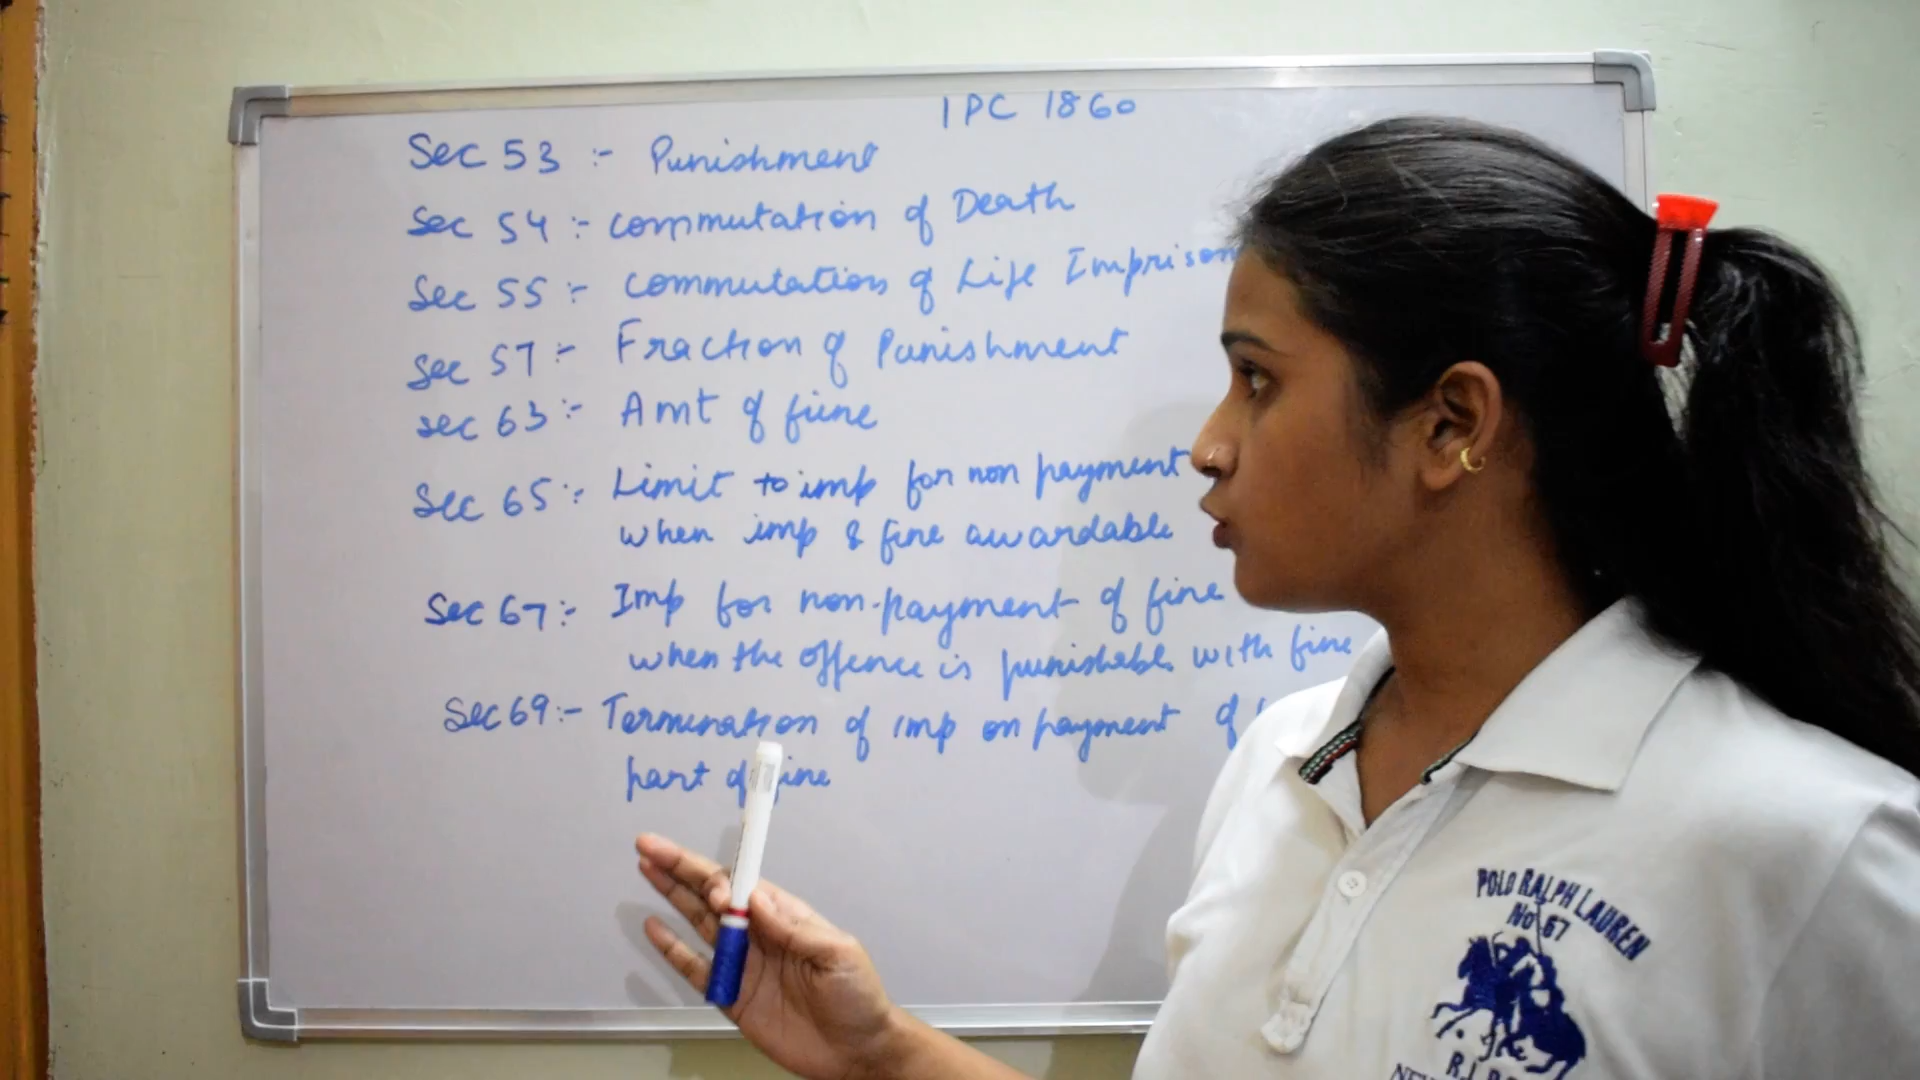 IPC 1860
Sec 53 :- Punishment
Sec 54 :- commutation of Death
Sec 55 :- commutation of Life Imprison
Sec 57 :- Fraction of Punishment
Sec 63 :- Amt of fine
Sec 65 :- Limit to imp for non payment
when imp & fine awardable
Sec 67 :- Imp for non-payment of fine
when the offence is punishable with fine
Sec 69 :- Termination of imp on payment of
part of fine
POLO RALPH LAUREN
No 67